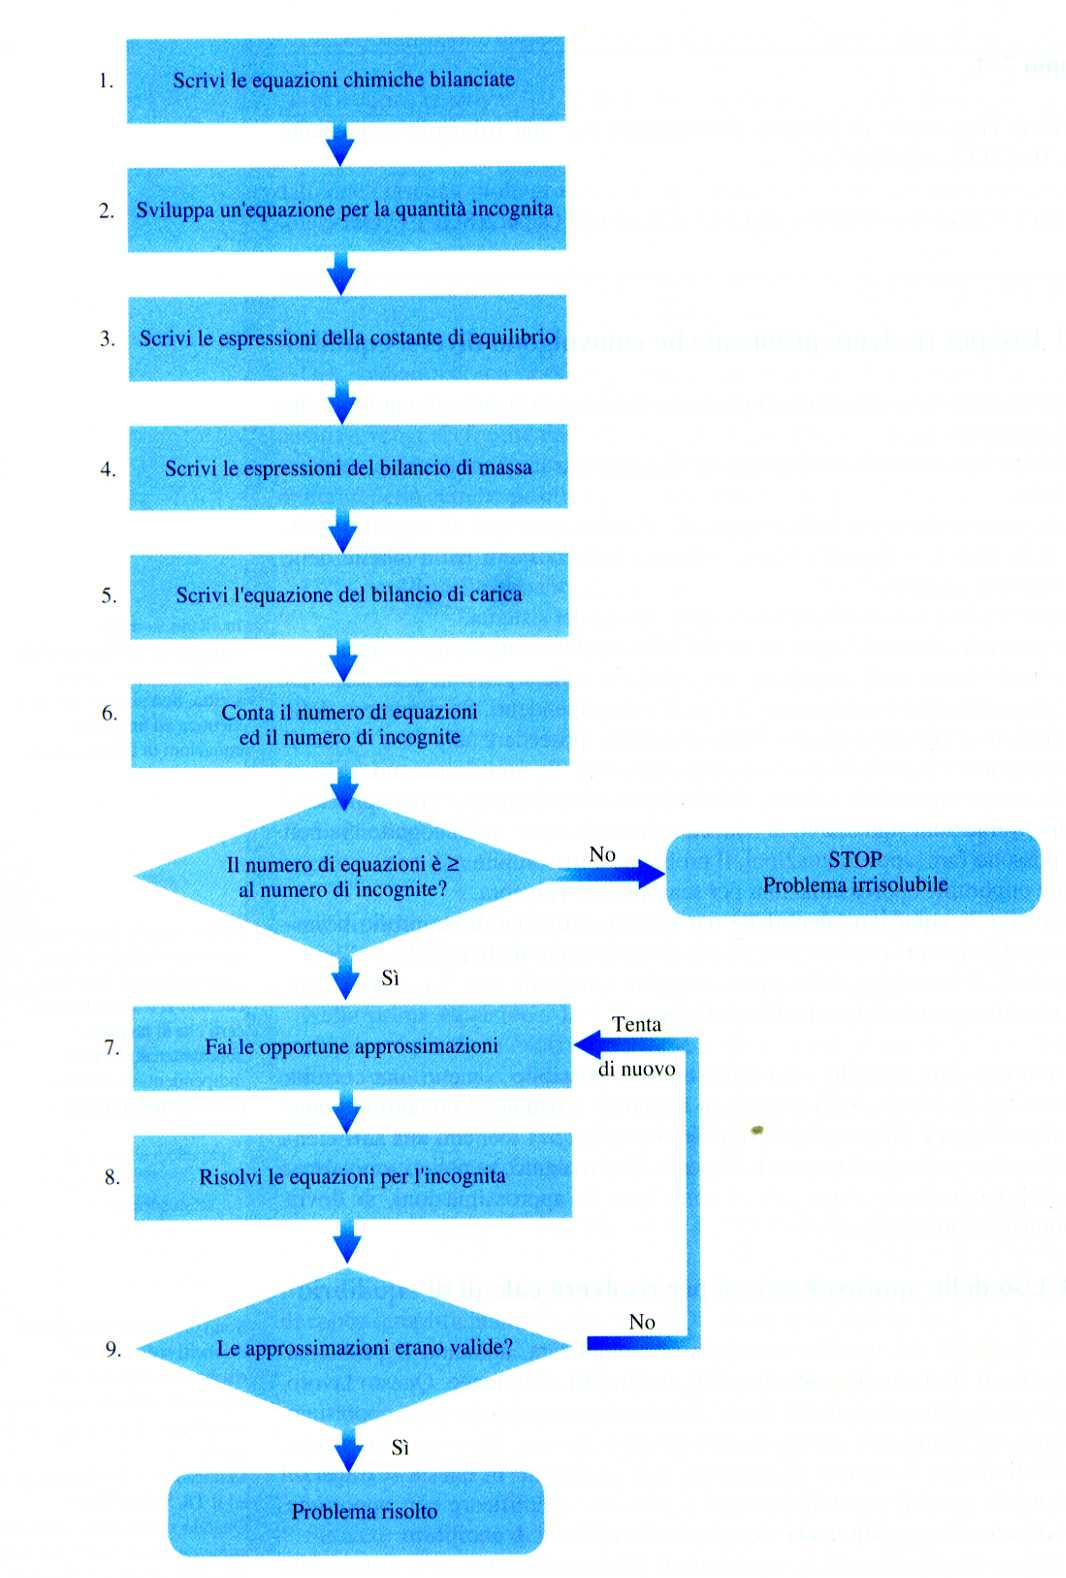 1. Scrivi le equazioni chimiche bilanciate
2. Sviluppa un'equazione per la quantità incognita
3. Scrivi le espressioni della costante di equilibrio
4. Scrivi le espressioni del bilancio di massa
5. Scrivi l'equazione del bilancio di carica
6. Conta il numero di equazioni
ed il numero di incognite
Il numero di equazioni è ≥
al numero di incognite?
No
STOP
Problema irrisolubile
Sì
7. Fai le opportune approssimazioni
Tenta
di nuovo
8. Risolvi le equazioni per l'incognita
9. Le approssimazioni erano valide?
No
Sì
Problema risolto